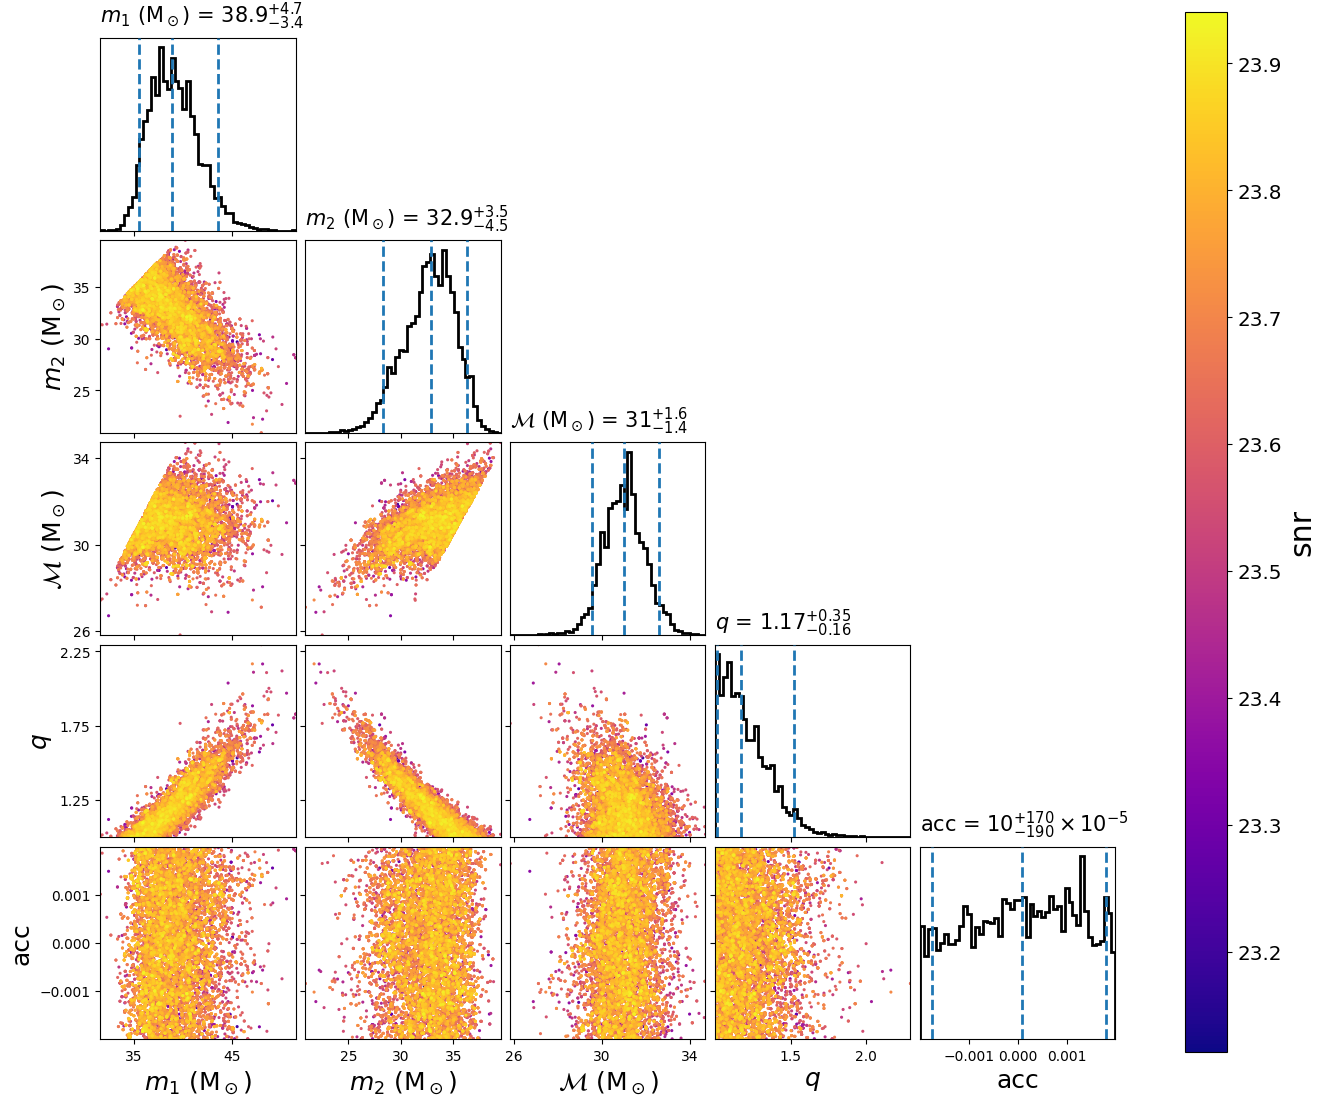 m₁ (M⊙) = 38.9⁺⁴·⁷₋₃.₄
m₂ (M⊙) = 32.9⁺³·⁵₋₄.₅
ℳ (M⊙) = 31⁺¹·⁶₋₁.₄
q = 1.17⁺⁰·³⁵₋₀.₁₆
acc = 10⁺¹⁷⁰₋₁₉₀ × 10⁻⁵
m₂ (M⊙)
35
30
25
ℳ (M⊙)
34
30
26
q
2.25
1.75
1.25
acc
0.001
0.000
−0.001
35 45
25 30 35
26 30 34
1.5 2.0
−0.001 0.000 0.001
m₁ (M⊙)
m₂ (M⊙)
ℳ (M⊙)
q
acc
23.9
23.8
23.7
23.6
23.5
23.4
23.3
23.2
snr